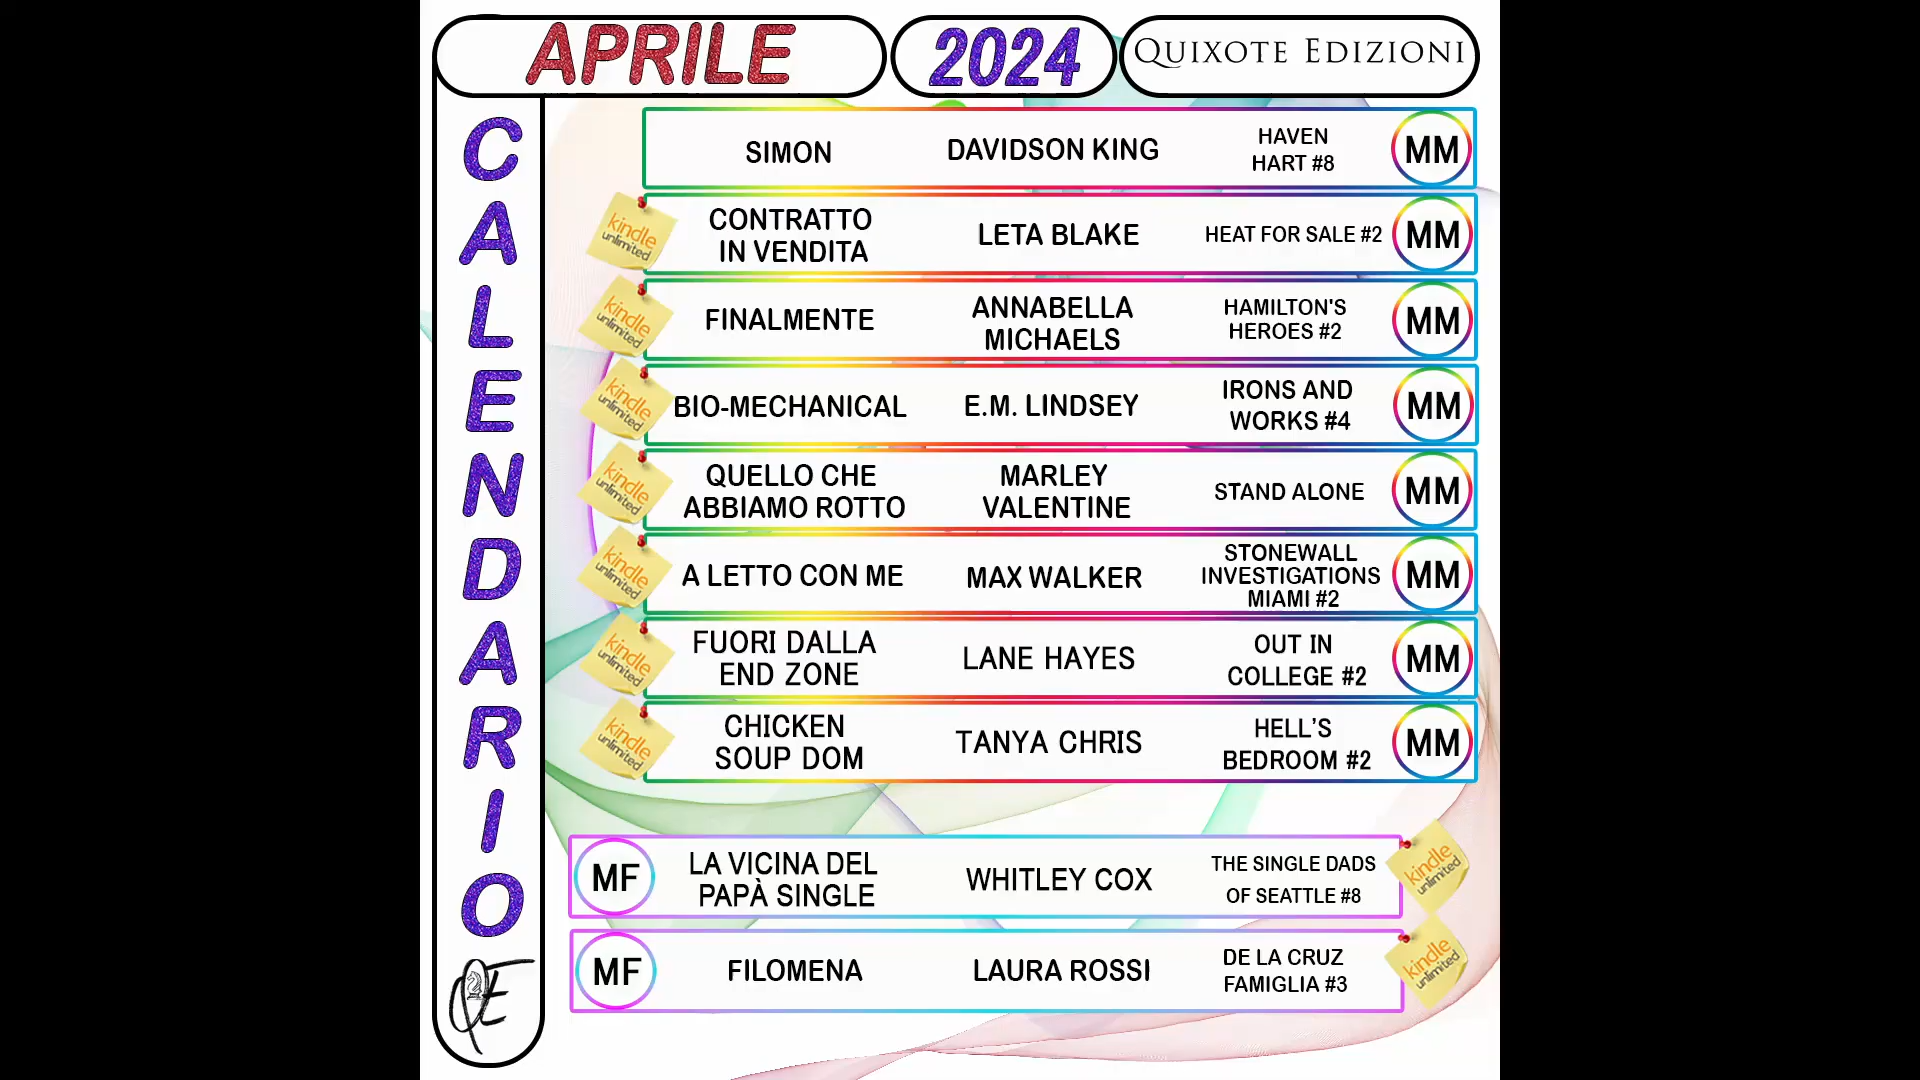 APRILE
2024
QUIXOTE EDIZIONI
CALENDARIO
SIMON
DAVIDSON KING
HAVEN
HART #8
MM
kindle
unlimited
CONTRATTO
IN VENDITA
LETA BLAKE
HEAT FOR SALE #2
MM
kindle
unlimited
FINALMENTE
ANNABELLA
MICHAELS
HAMILTON'S
HEROES #2
MM
kindle
unlimited
BIO-MECHANICAL
E.M. LINDSEY
IRONS AND
WORKS #4
MM
kindle
unlimited
QUELLO CHE
ABBIAMO ROTTO
MARLEY
VALENTINE
STAND ALONE
MM
kindle
unlimited
A LETTO CON ME
MAX WALKER
STONEWALL
INVESTIGATIONS
MIAMI #2
MM
kindle
unlimited
FUORI DALLA
END ZONE
LANE HAYES
OUT IN
COLLEGE #2
MM
kindle
unlimited
CHICKEN
SOUP DOM
TANYA CHRIS
HELL'S
BEDROOM #2
MM
MF
LA VICINA DEL
PAPÀ SINGLE
WHITLEY COX
THE SINGLE DADS
OF SEATTLE #8
kindle
unlimited
MF
FILOMENA
LAURA ROSSI
DE LA CRUZ
FAMIGLIA #3
kindle
unlimited
QE